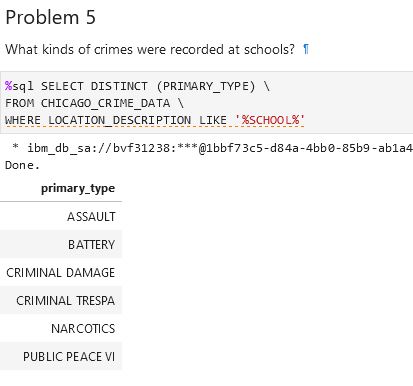 Problem 5
What kinds of crimes were recorded at schools? ¶
%sql SELECT DISTINCT (PRIMARY_TYPE) \
FROM CHICAGO_CRIME_DATA \
WHERE LOCATION_DESCRIPTION LIKE '%SCHOOL%'
* ibm_db_sa://bvf31238:***@1bbf73c5-d84a-4bb0-85b9-ab1a4
Done.
primary_type
ASSAULT
BATTERY
CRIMINAL DAMAGE
CRIMINAL TRESPA
NARCOTICS
PUBLIC PEACE VI